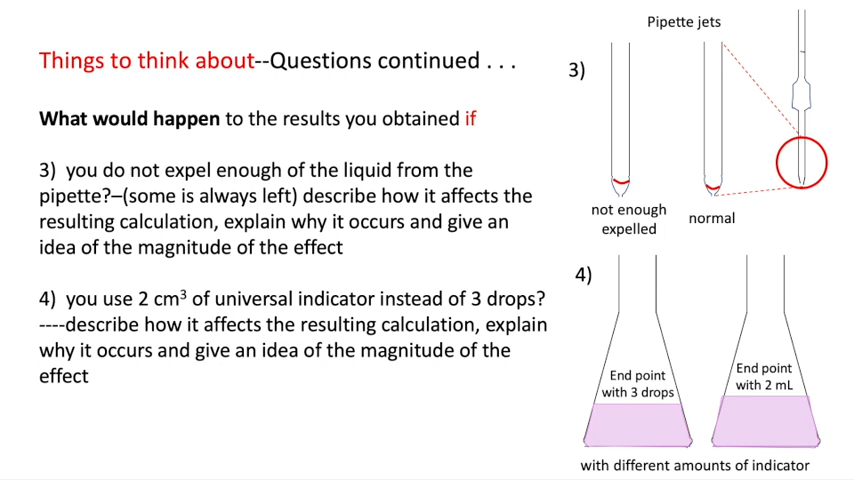 Things to think about--Questions continued . . .
What would happen to the results you obtained if
3) you do not expel enough of the liquid from the
pipette?–(some is always left) describe how it affects the
resulting calculation, explain why it occurs and give an
idea of the magnitude of the effect
4) you use 2 cm³ of universal indicator instead of 3 drops?
----describe how it affects the resulting calculation, explain
why it occurs and give an idea of the magnitude of the
effect
Pipette jets
3)
not enough
expelled
normal
4)
End point
with 3 drops
End point
with 2 mL
with different amounts of indicator